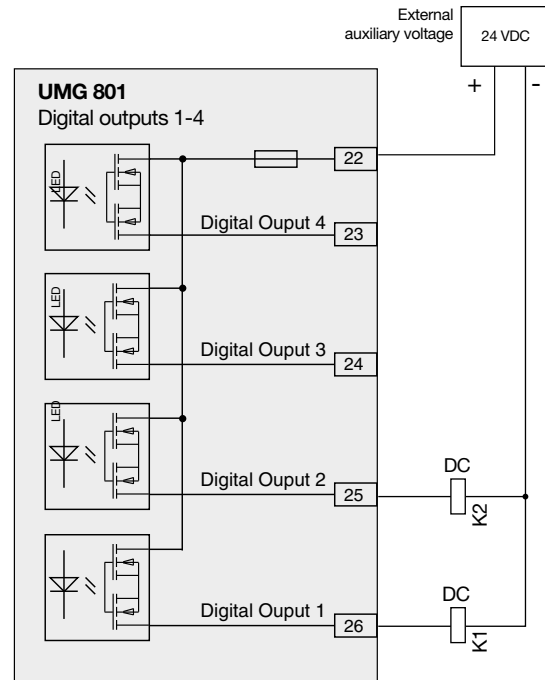 External
auxiliary voltage
24 VDC
+ -
UMG 801
Digital outputs 1-4
LED
22
Digital Ouput 4
23
LED
Digital Ouput 3
24
LED
Digital Ouput 2
25
DC
K2
LED
Digital Ouput 1
26
DC
K1